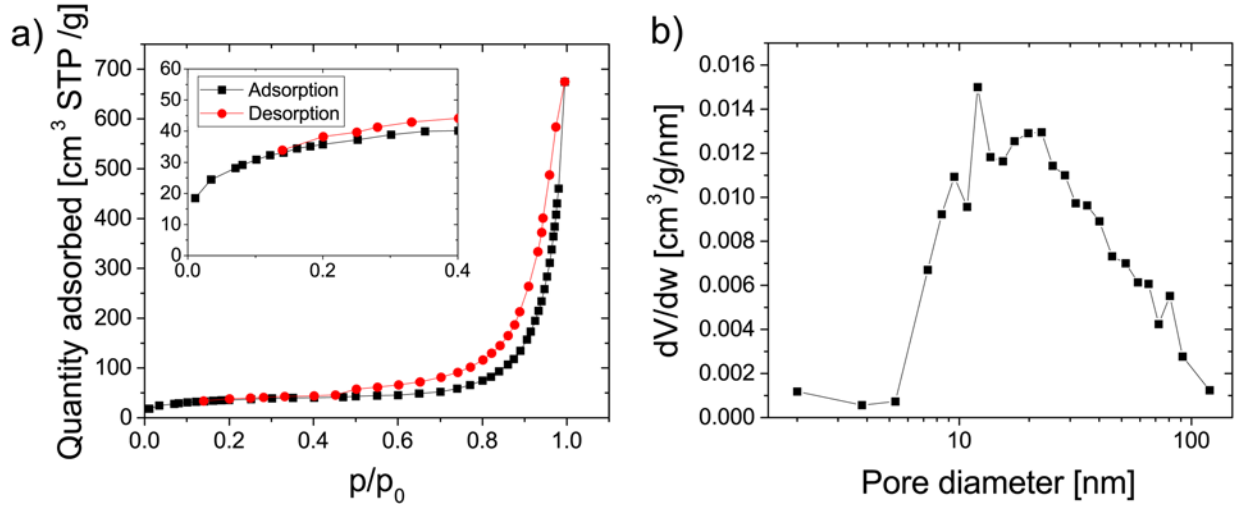 a)
Quantity adsorbed [cm³ STP /g]
700
600
500
400
300
200
100
0
0.0 0.2 0.4 0.6 0.8 1.0
p/p₀
60
50
40
30
20
10
0
0.0 0.2 0.4
Adsorption
Desorption
b)
dV/dw [cm³/g/nm]
0.016
0.014
0.012
0.010
0.008
0.006
0.004
0.002
0.000
10 100
Pore diameter [nm]